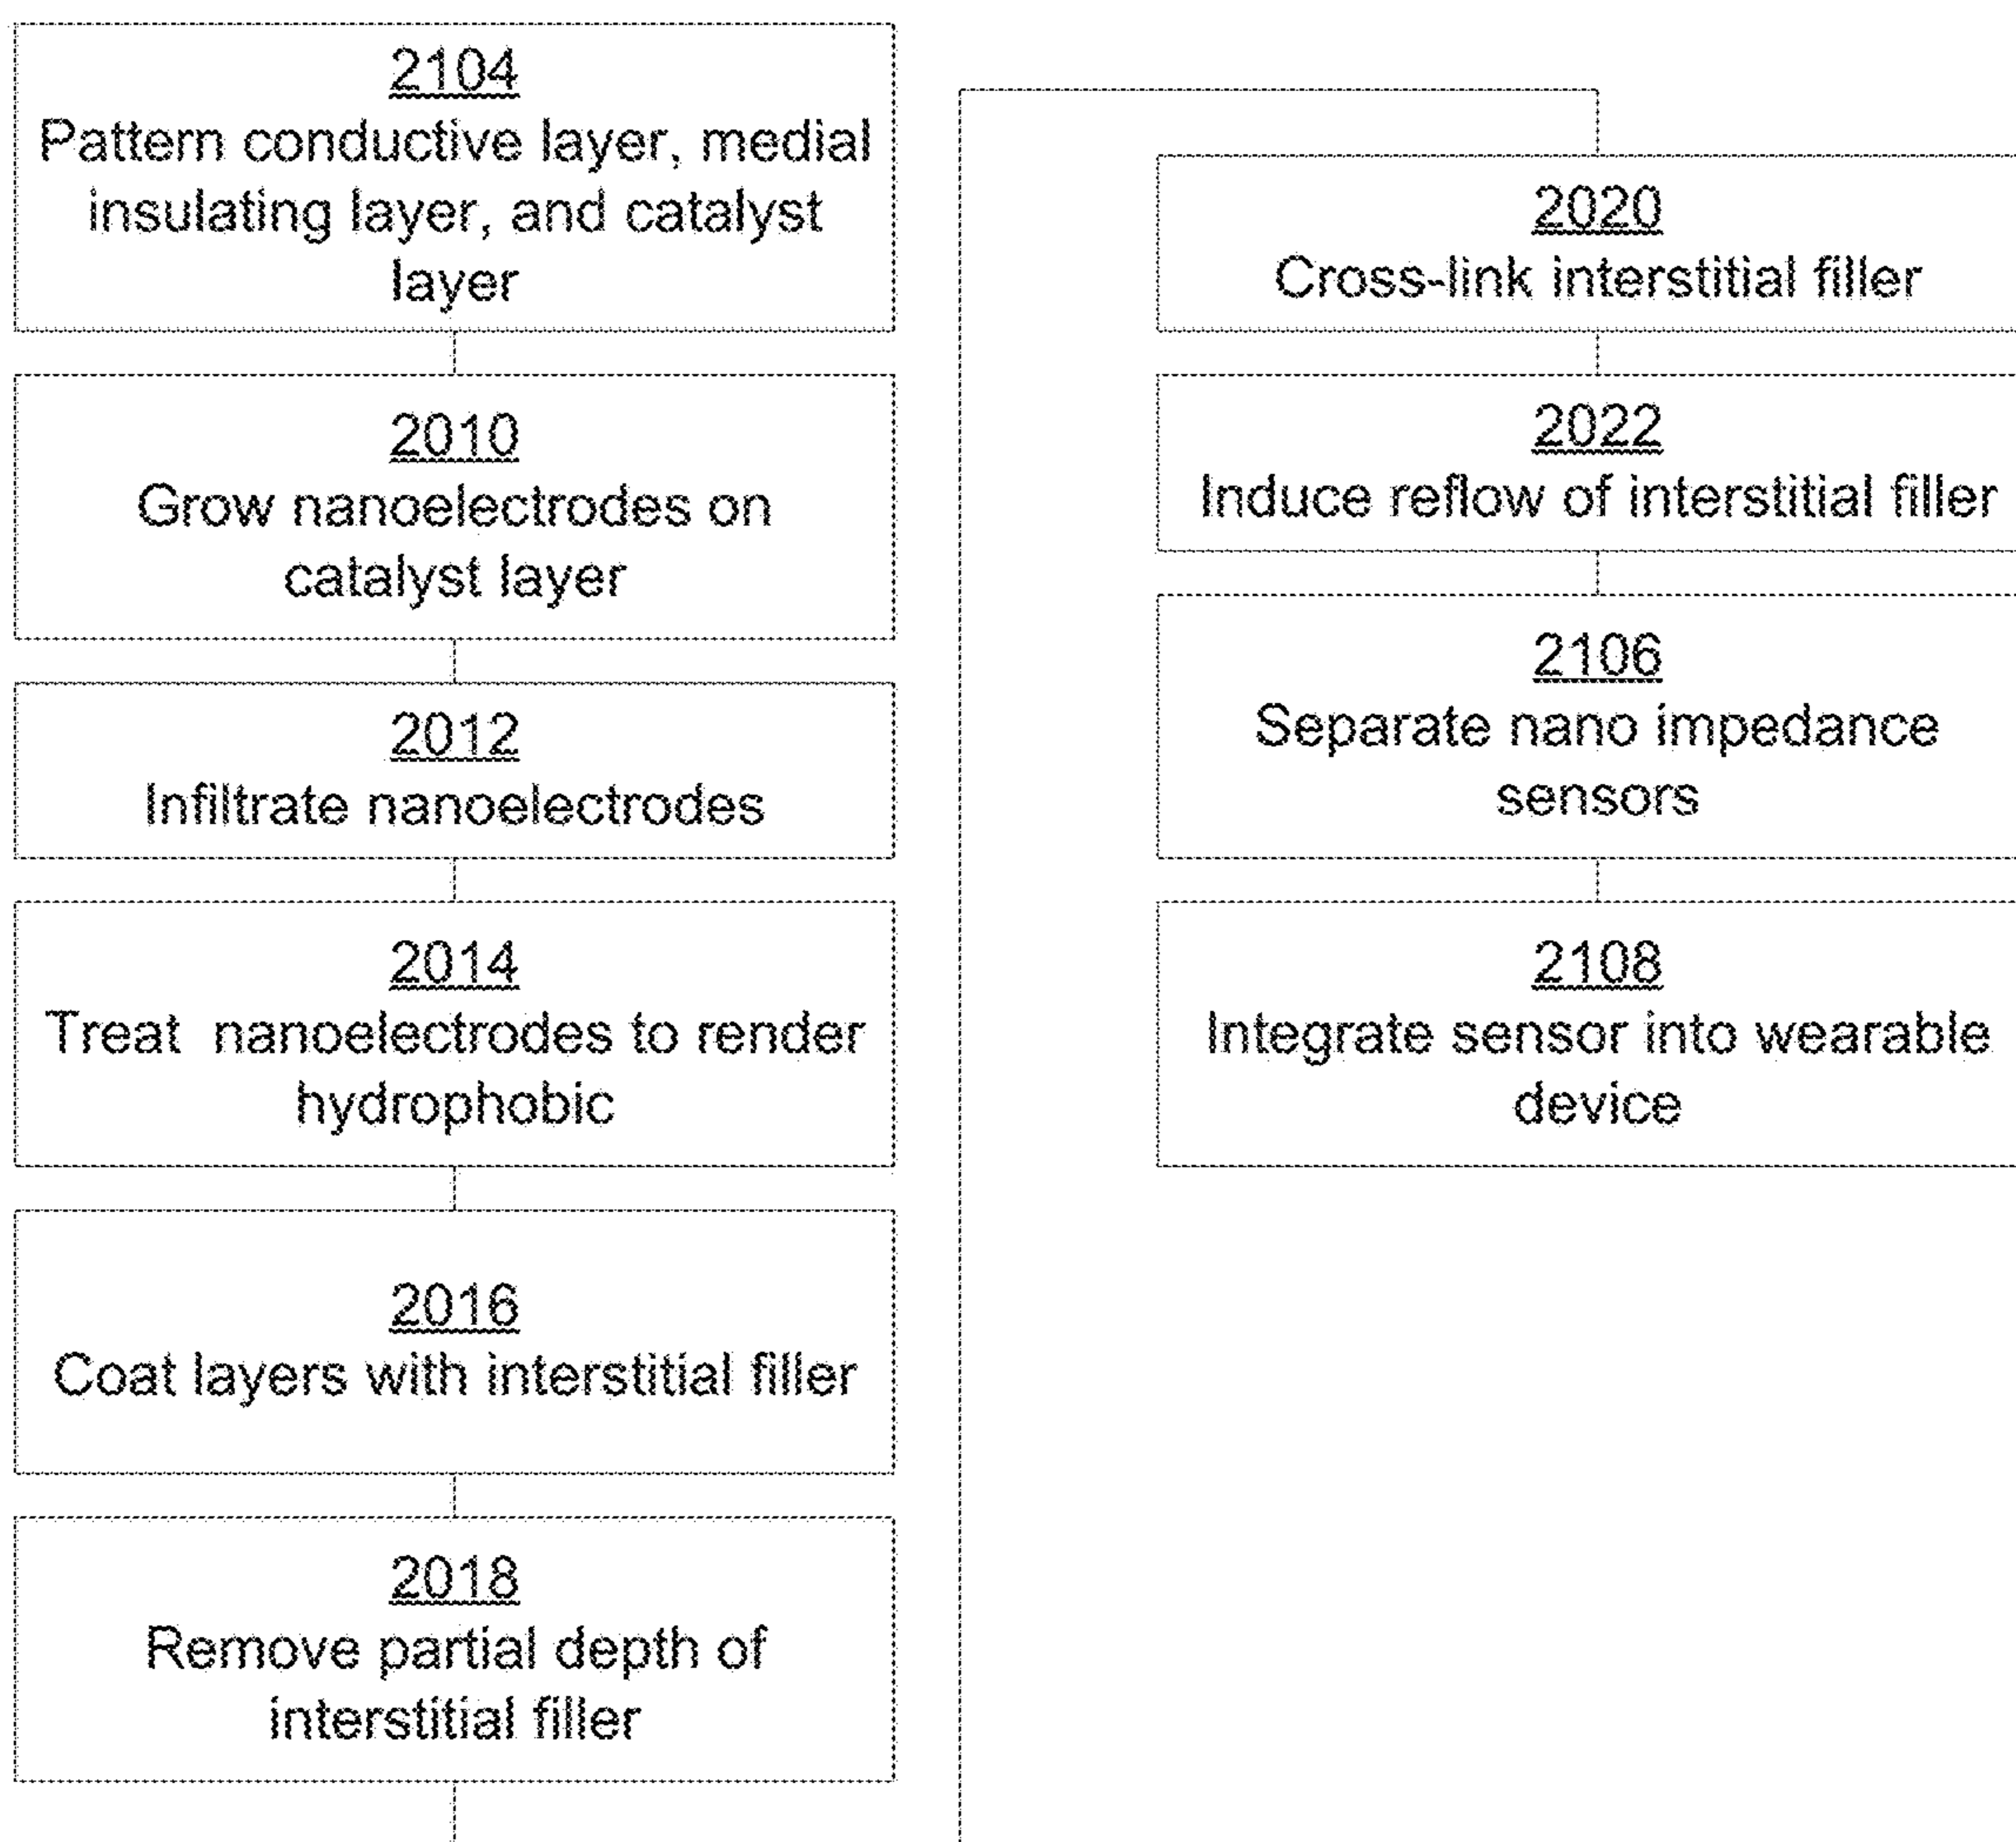 2104
Pattern conductive layer, medial
insulating layer, and catalyst
layer
2010
Grow nanoelectrodes on
catalyst layer
2012
Infiltrate nanoelectrodes
2014
Treat nanoelectrodes to render
hydrophobic
2016
Coat layers with interstitial filler
2018
Remove partial depth of
interstitial filler
2020
Cross-link interstitial filler
2022
Induce reflow of interstitial filler
2106
Separate nano impedance
sensors
2108
Integrate sensor into wearable
device